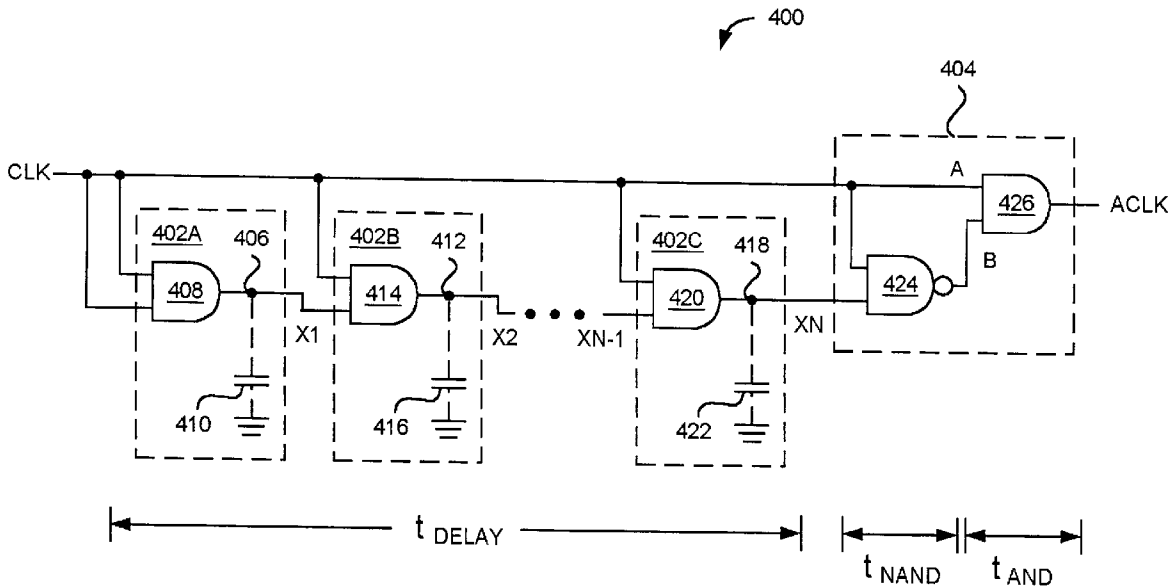 400
404
CLK
A
426
ACLK
402A
406
402B
412
402C
418
B
408
414
420
424
X1
X2
XN-1
XN
410
416
422
t DELAY
t NAND
t AND